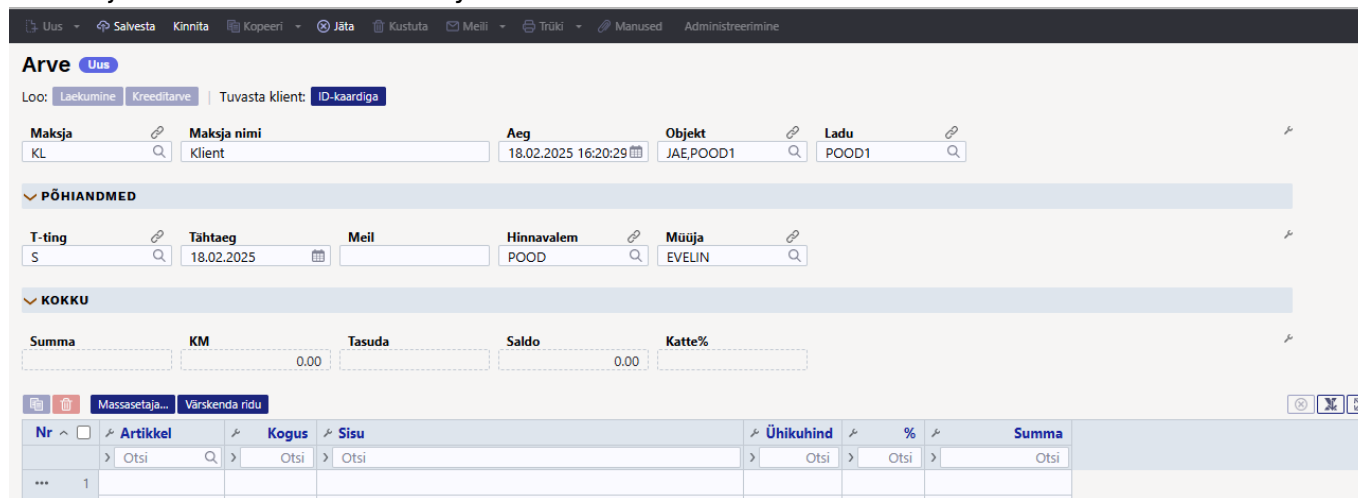 Uus Salvesta Kinnita Kopeeri Jäta Kustuta Meili Trüki Manused Administreerimine
Arve Uus
Loo: Laekumine Kreeditarve | Tuvasta klient: ID-kaardiga
Maksja Maksja nimi Aeg Objekt Ladu
KL Klient 18.02.2025 16:20:29 JAE,POOD1 POOD1
PÕHIANDMED
T-ting Tähtaeg Meil Hinnavalem Müüja
S 18.02.2025 POOD EVELIN
KOKKU
Summa KM Tasuda Saldo Katte%
0.00 0.00
Massasetaja... Värskenda ridu
Nr Artikkel Kogus Sisu Ühikuhind % Summa
Otsi Otsi Otsi Otsi Otsi Otsi
1